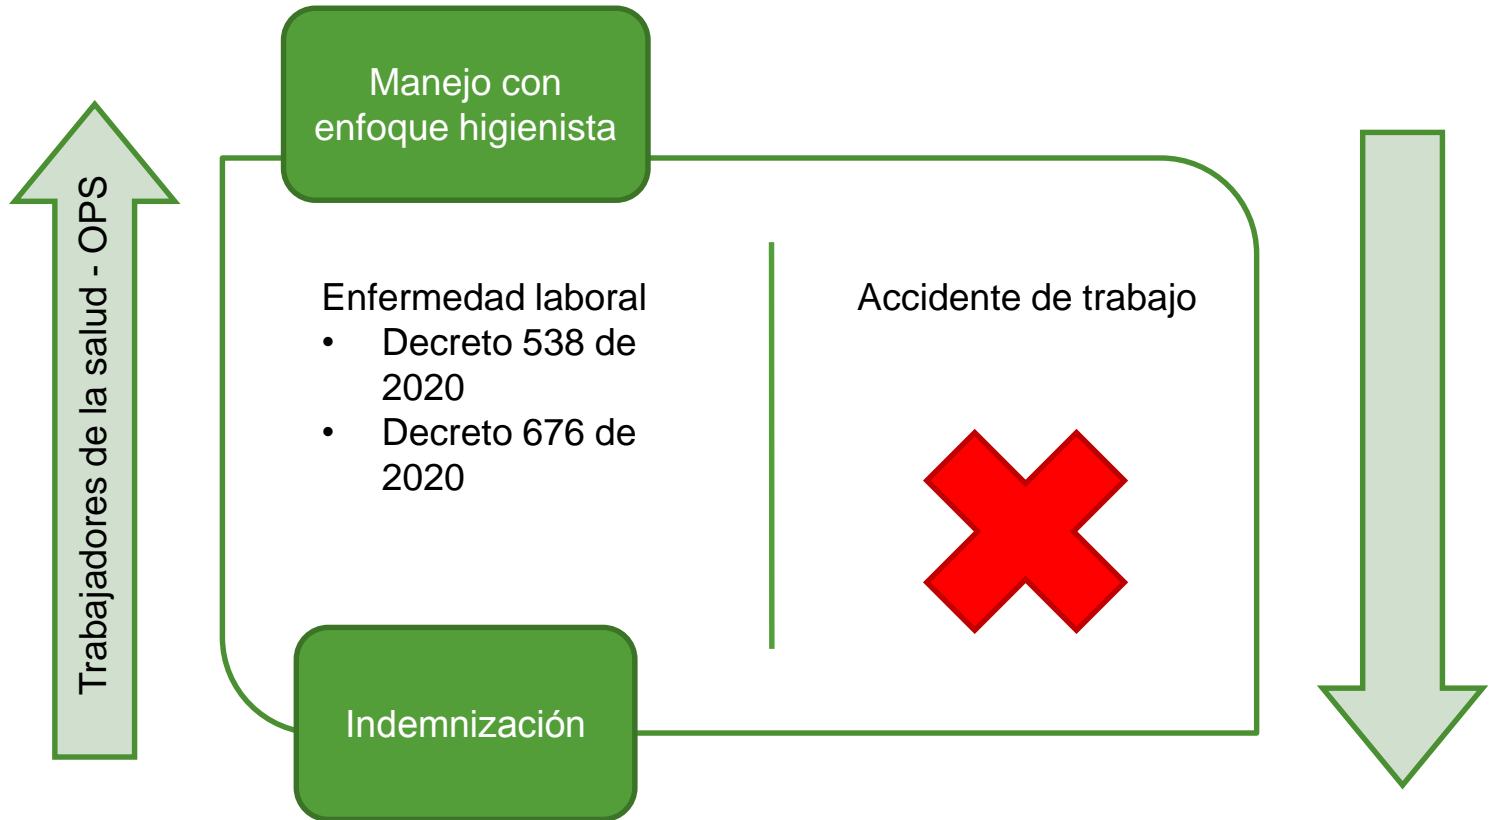 Manejo con
enfoque higienista
Trabajadores de la salud - OPS
Enfermedad laboral
• Decreto 538 de
2020
• Decreto 676 de
2020
Accidente de trabajo
Indemnización